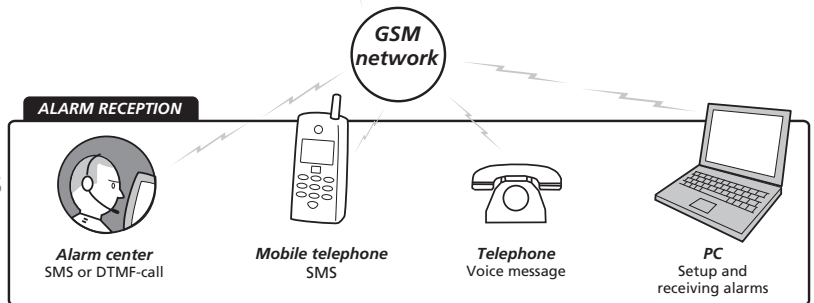 GSM
network
ALARM RECEPTION
Alarm center
SMS or DTMF-call
Mobile telephone
SMS
Telephone
Voice message
PC
Setup and
receiving alarms